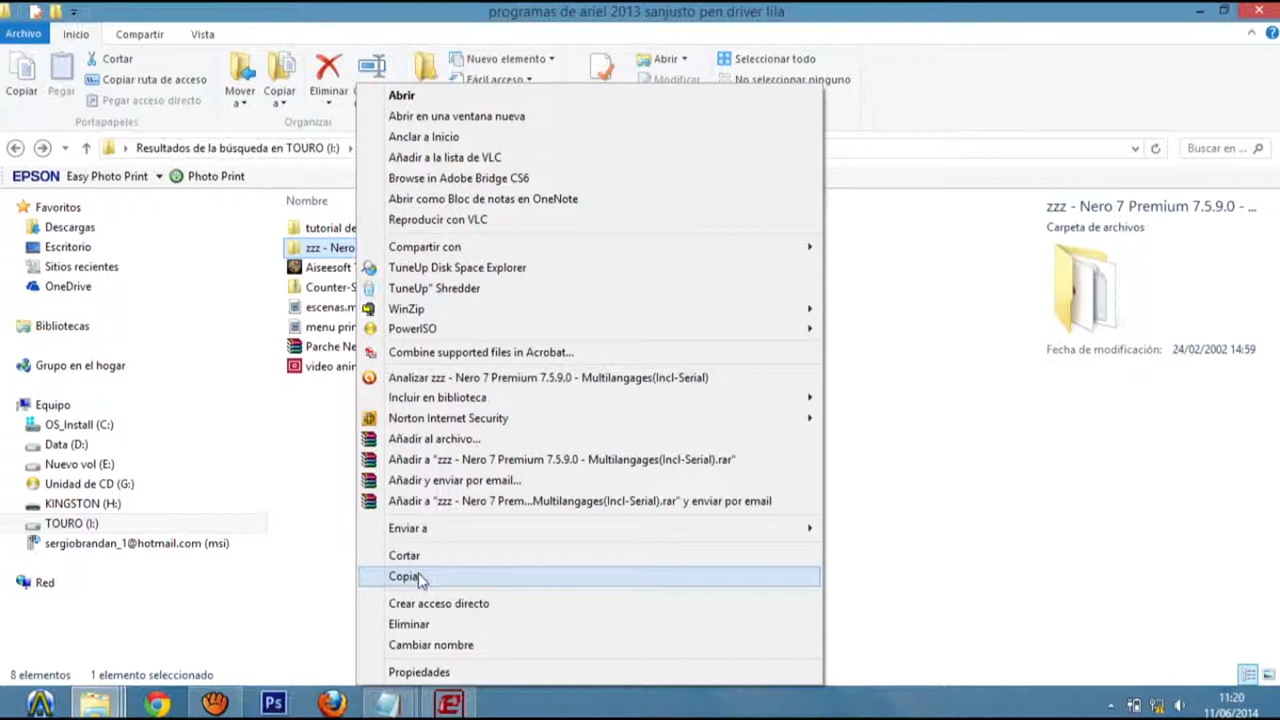 programas de ariel 2013 sanjusto pen driver lila
Archivo Inicio Compartir Vista
Copiar
Pegar
Cortar
Copiar ruta de acceso
Pegar acceso directo
Portapapeles
Mover a
Copiar a
Eliminar
Organizar
Nuevo elemento
Fácil acceso
Abrir
Modificar
Seleccionar todo
No seleccionar ninguno
Resultados de la búsqueda en TOURO (I:)
Buscar en ...
EPSON Easy Photo Print Photo Print
Favoritos
Descargas
Escritorio
Sitios recientes
OneDrive
Bibliotecas
Grupo en el hogar
Equipo
OS_Install (C:)
Data (D:)
Nuevo vol (E:)
Unidad de CD (G:)
KINGSTON (H:)
TOURO (I:)
sergiobrandan_1@hotmail.com (msi)
Red
Nombre
tutorial de
zzz - Nero
Aiseesoft
Counter-S
escenas.m
menu prin
Parche Ne
video anim
Abrir
Abrir en una ventana nueva
Anclar a Inicio
Añadir a la lista de VLC
Browse in Adobe Bridge CS6
Abrir como Bloc de notas en OneNote
Reproducir con VLC
Compartir con
TuneUp Disk Space Explorer
TuneUp" Shredder
WinZip
PowerISO
Combine supported files in Acrobat...
Analizar zzz - Nero 7 Premium 7.5.9.0 - Multilangages(Incl-Serial)
Incluir en biblioteca
Norton Internet Security
Añadir al archivo...
Añadir a "zzz - Nero 7 Premium 7.5.9.0 - Multilangages(Incl-Serial).rar"
Añadir y enviar por email...
Añadir a "zzz - Nero 7 Prem...Multilangages(Incl-Serial).rar" y enviar por email
Enviar a
Cortar
Copiar
Crear acceso directo
Eliminar
Cambiar nombre
Propiedades
zzz - Nero 7 Premium 7.5.9.0 - ...
Carpeta de archivos
Fecha de modificación: 24/02/2002 14:59
8 elementos 1 elemento seleccionado
Ps
11:20
11/06/2014